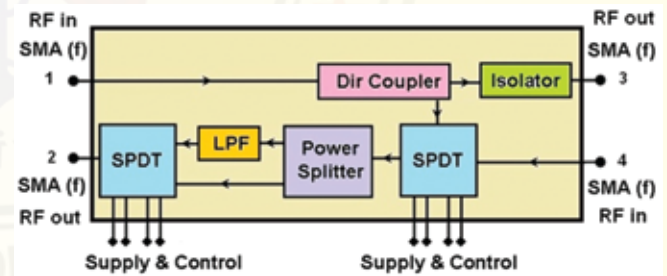 RF in
SMA (f)
1
RF out
SMA (f)
3
Dir Coupler
Isolator
2
SMA (f)
RF out
SPDT
LPF
Power
Splitter
SPDT
4
SMA (f)
RF in
Supply & Control
Supply & Control